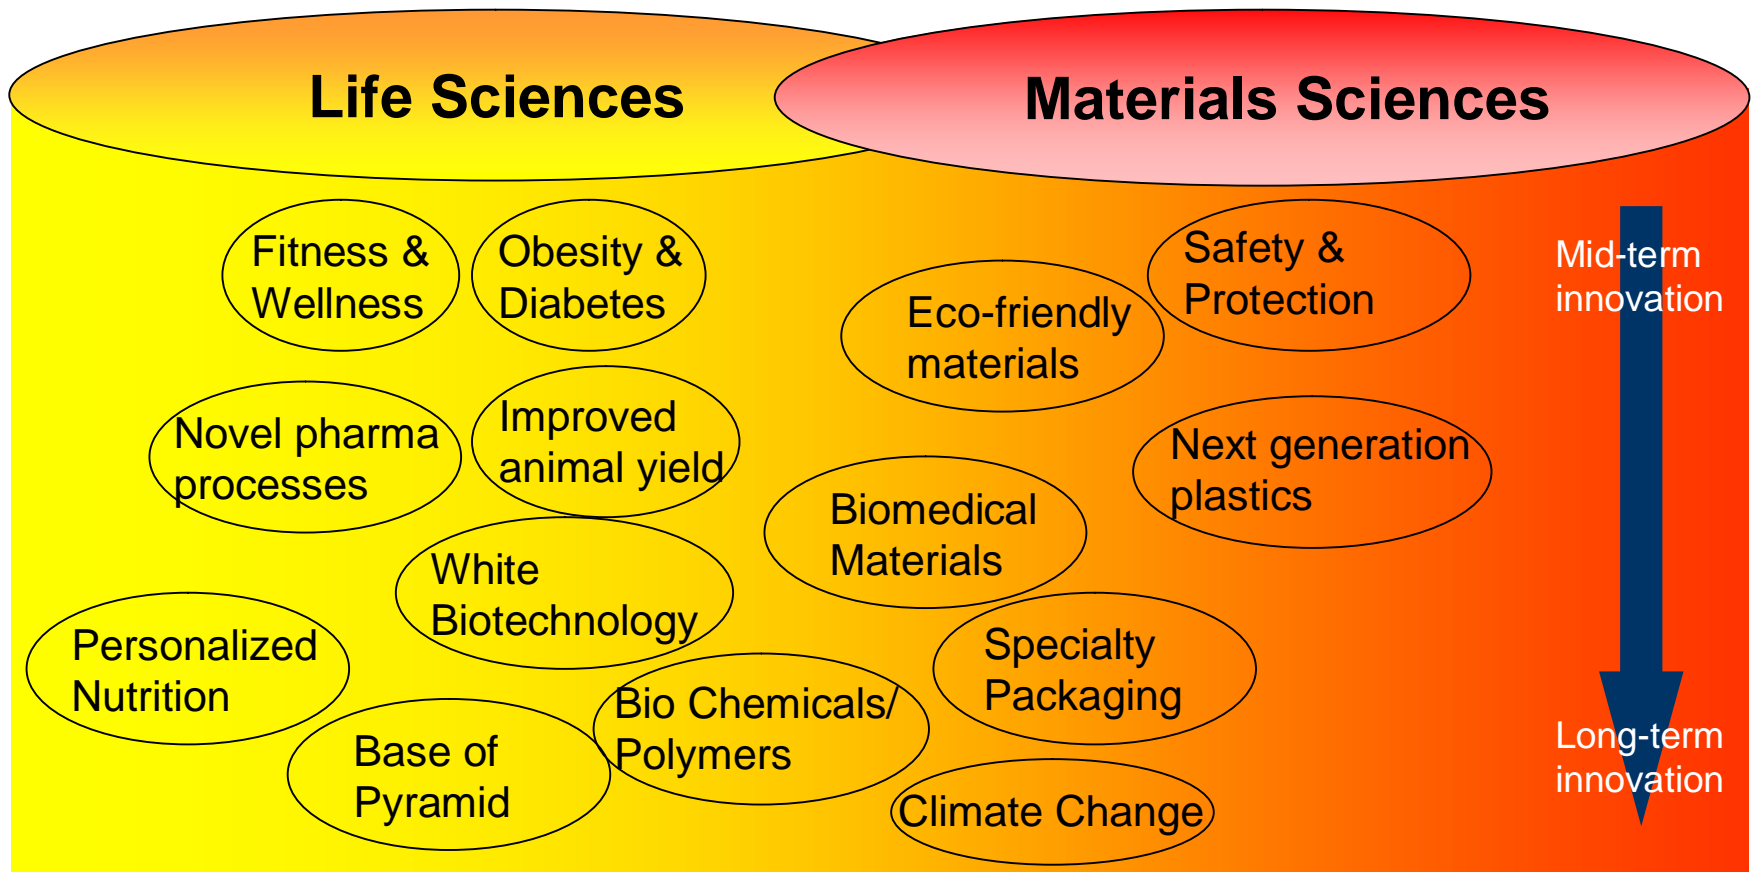 Life Sciences
Materials Sciences
Fitness &
Wellness
Obesity &
Diabetes
Safety &
Protection
Mid-term
innovation
Eco-friendly
materials
Novel pharma
processes
Improved
animal yield
Next generation
plastics
Biomedical
Materials
White
Biotechnology
Personalized
Nutrition
Specialty
Packaging
Bio Chemicals/
Polymers
Base of
Pyramid
Climate Change
Long-term
innovation